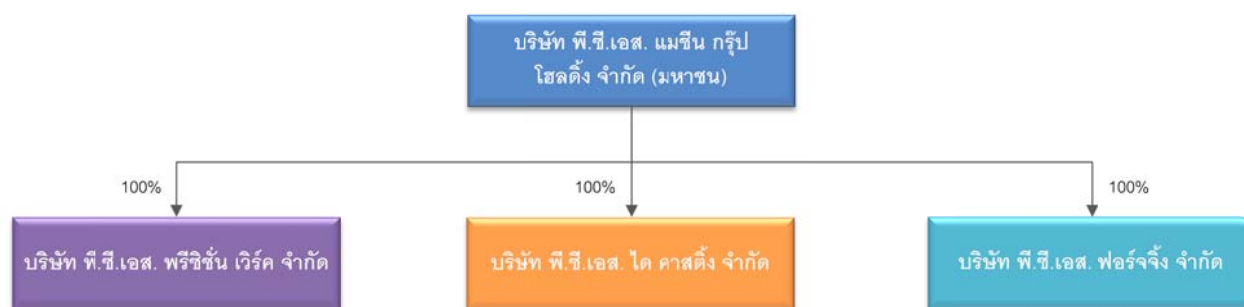 บริษัท พี.ซี.เอส. แมชีน กรุ๊ป
โฮลดิ้ง จำกัด (มหาชน)
100%
100%
100%
บริษัท พี.ซี.เอส. พรีซิชั่น เวิร์ค จำกัด
บริษัท พี.ซี.เอส. ได คาสติ้ง จำกัด
บริษัท พี.ซี.เอส. ฟอร์จจิ้ง จำกัด